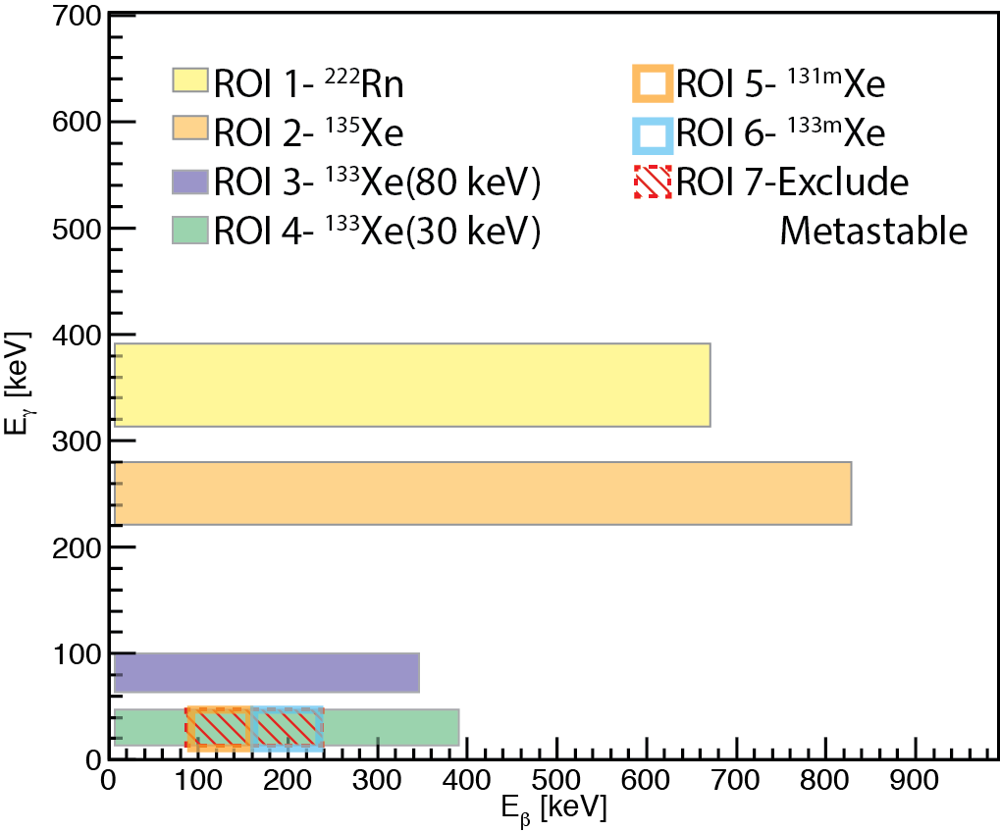 700
600
500
400
300
200
100
0
E_γ [keV]
ROI 1- ²²²Rn
ROI 2- ¹³⁵Xe
ROI 3- ¹³³Xe(80 keV)
ROI 4- ¹³³Xe(30 keV)
ROI 5- ¹³¹ᵐXe
ROI 6- ¹³³ᵐXe
ROI 7-Exclude
Metastable
0 100 200 300 400 500 600 700 800 900
E_β [keV]